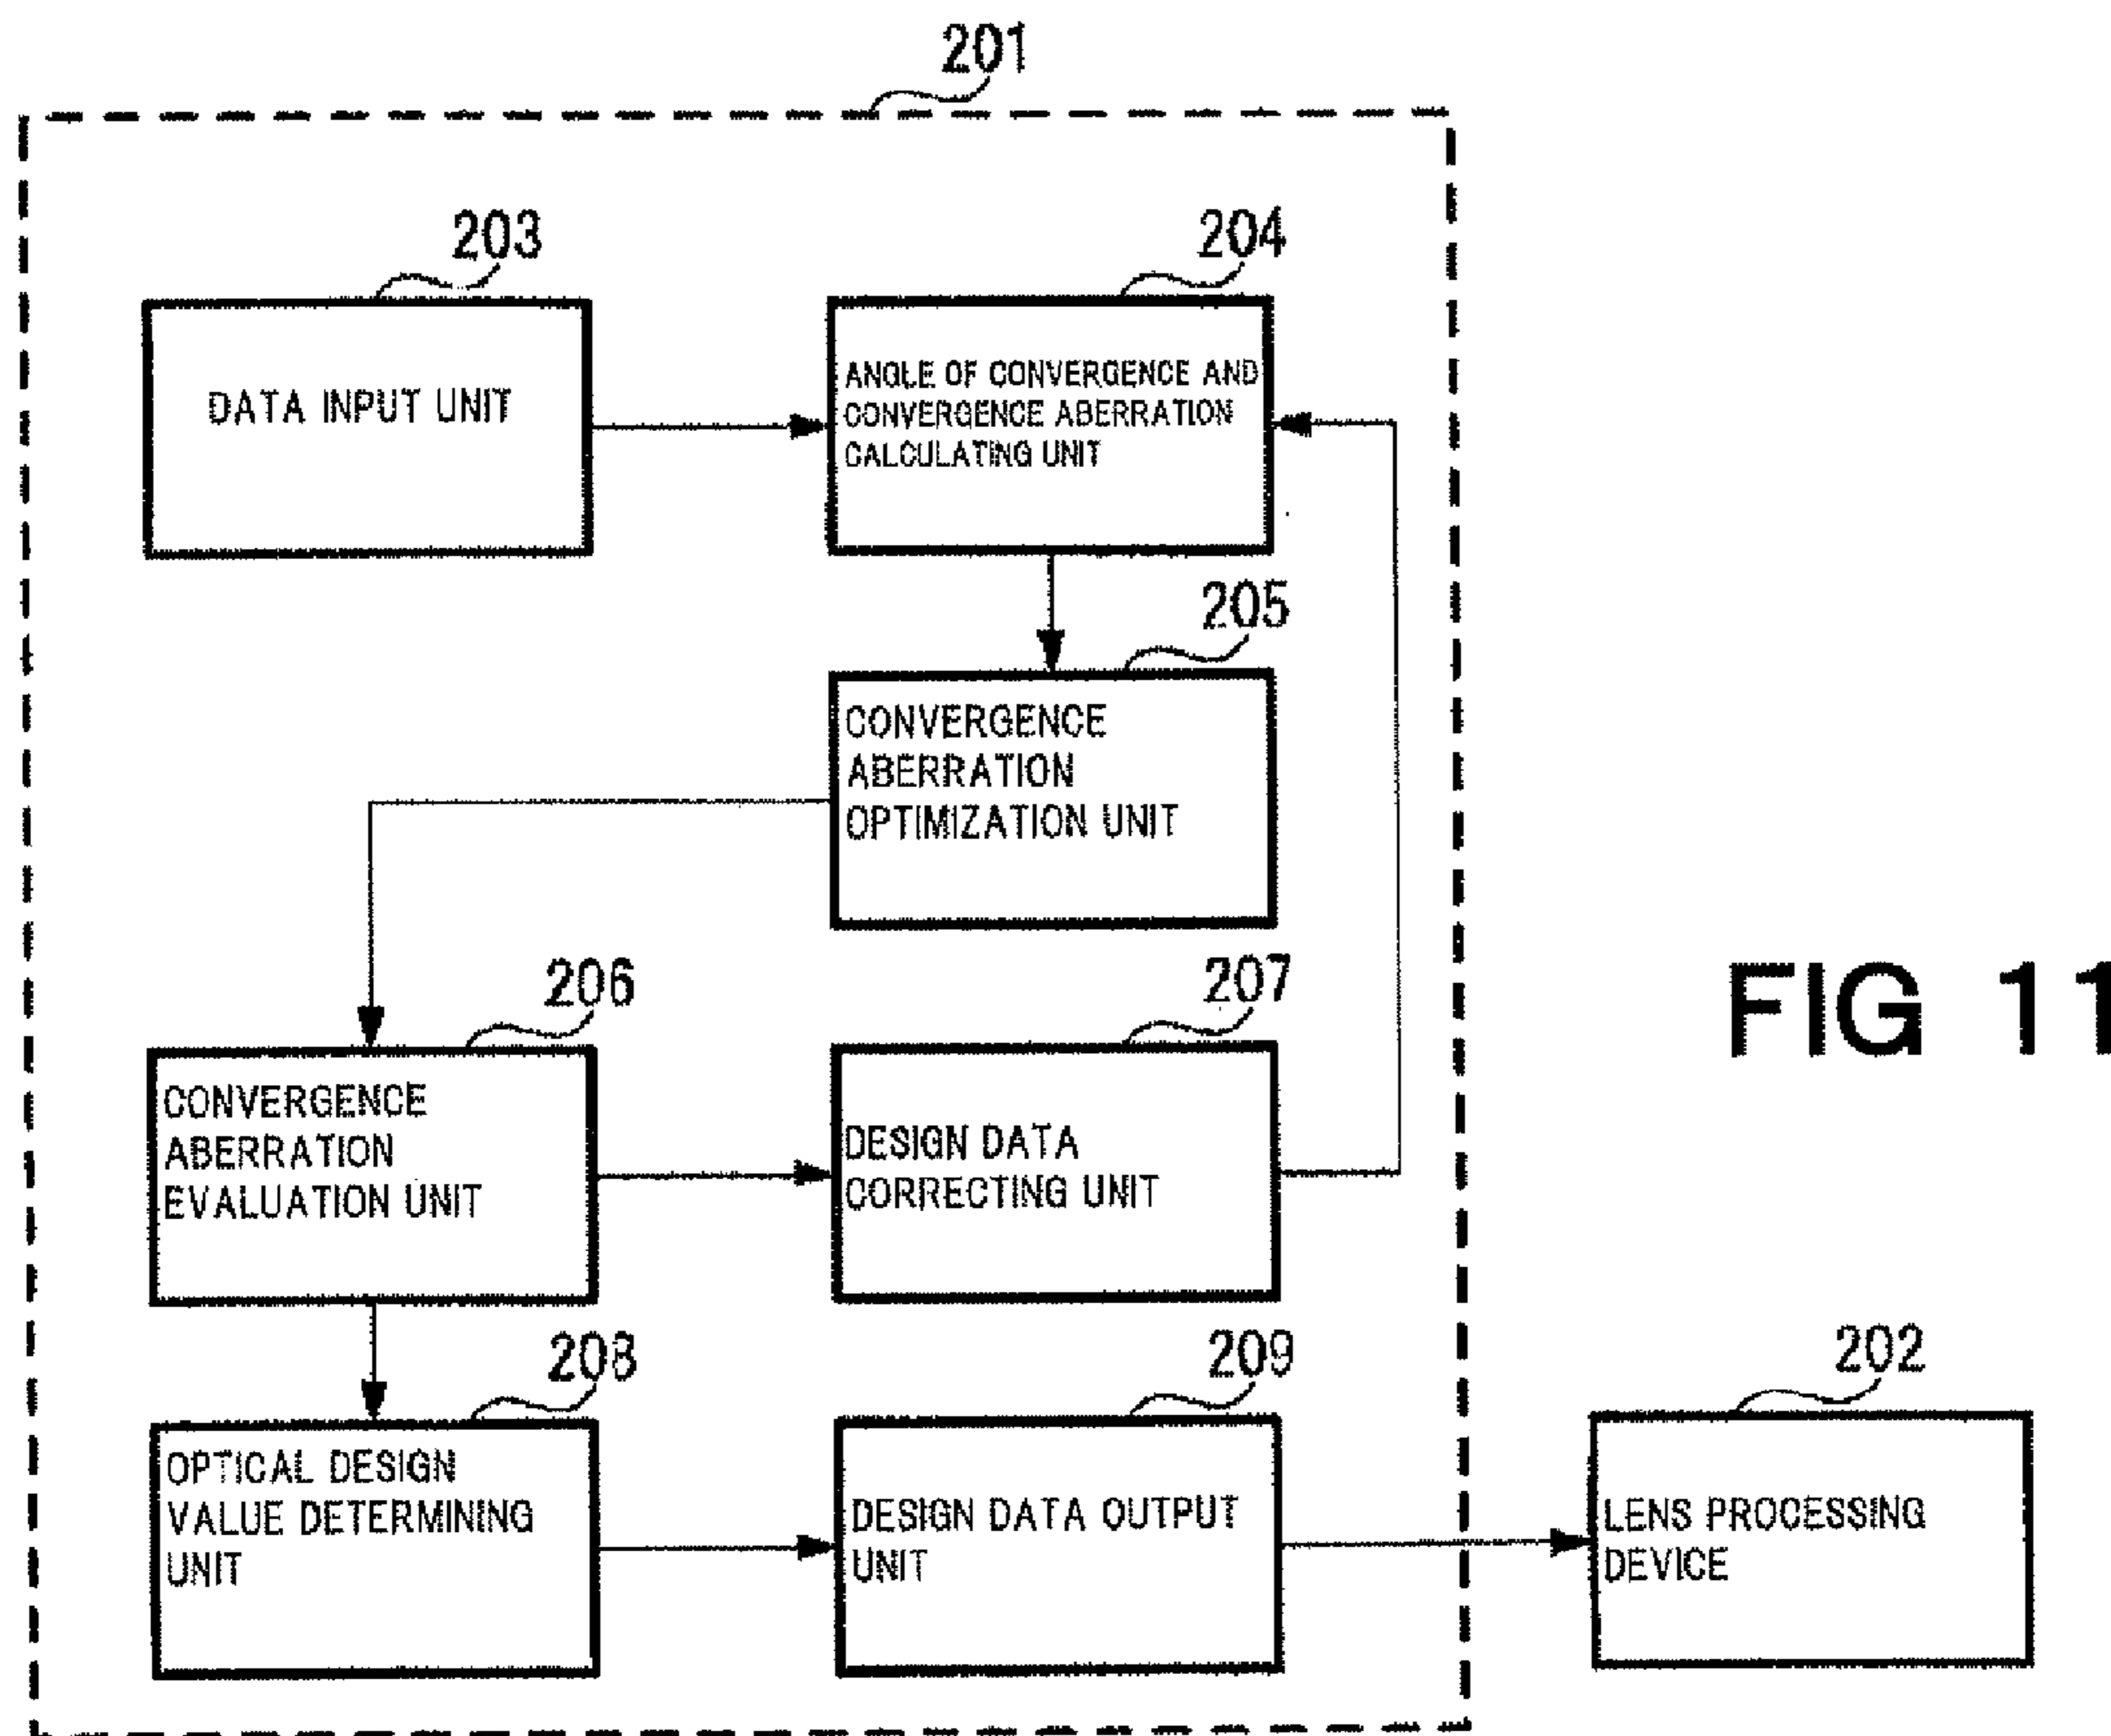 201
203
204
DATA INPUT UNIT
ANGLE OF CONVERGENCE AND
CONVERGENCE ABERRATION
CALCULATING UNIT
205
CONVERGENCE
ABERRATION
OPTIMIZATION UNIT
206
207
CONVERGENCE
ABERRATION
EVALUATION UNIT
DESIGN DATA
CORRECTING UNIT
FIG 11
208
209
202
OPTICAL DESIGN
VALUE DETERMINING
UNIT
DESIGN DATA OUTPUT
UNIT
LENS PROCESSING
DEVICE